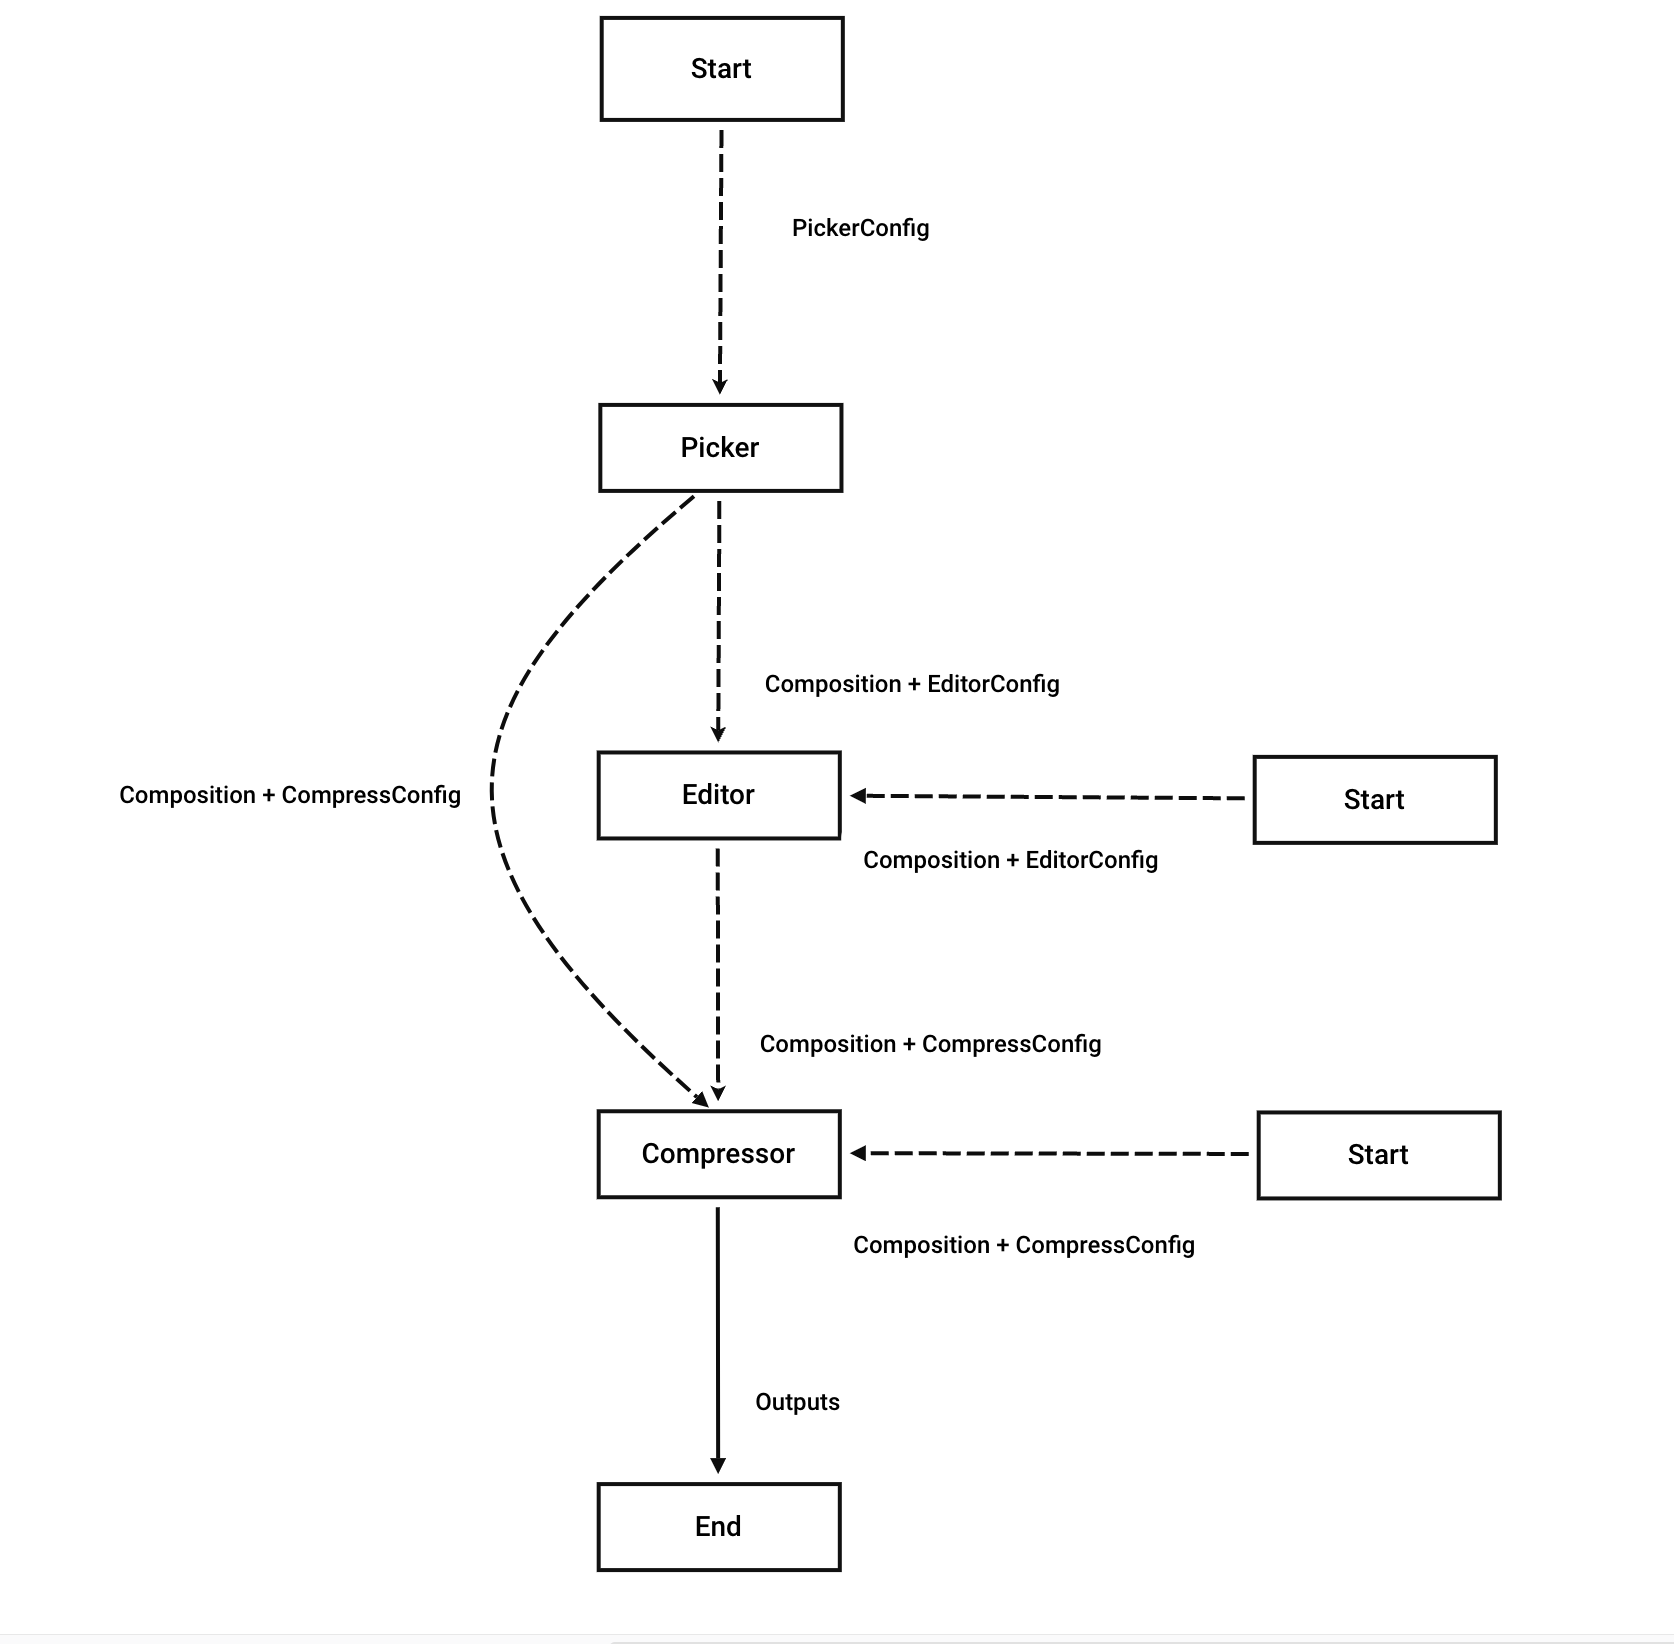 Start
PickerConfig
Picker
Composition + EditorConfig
Composition + CompressConfig
Editor
Start
Composition + EditorConfig
Composition + CompressConfig
Compressor
Start
Composition + CompressConfig
Outputs
End